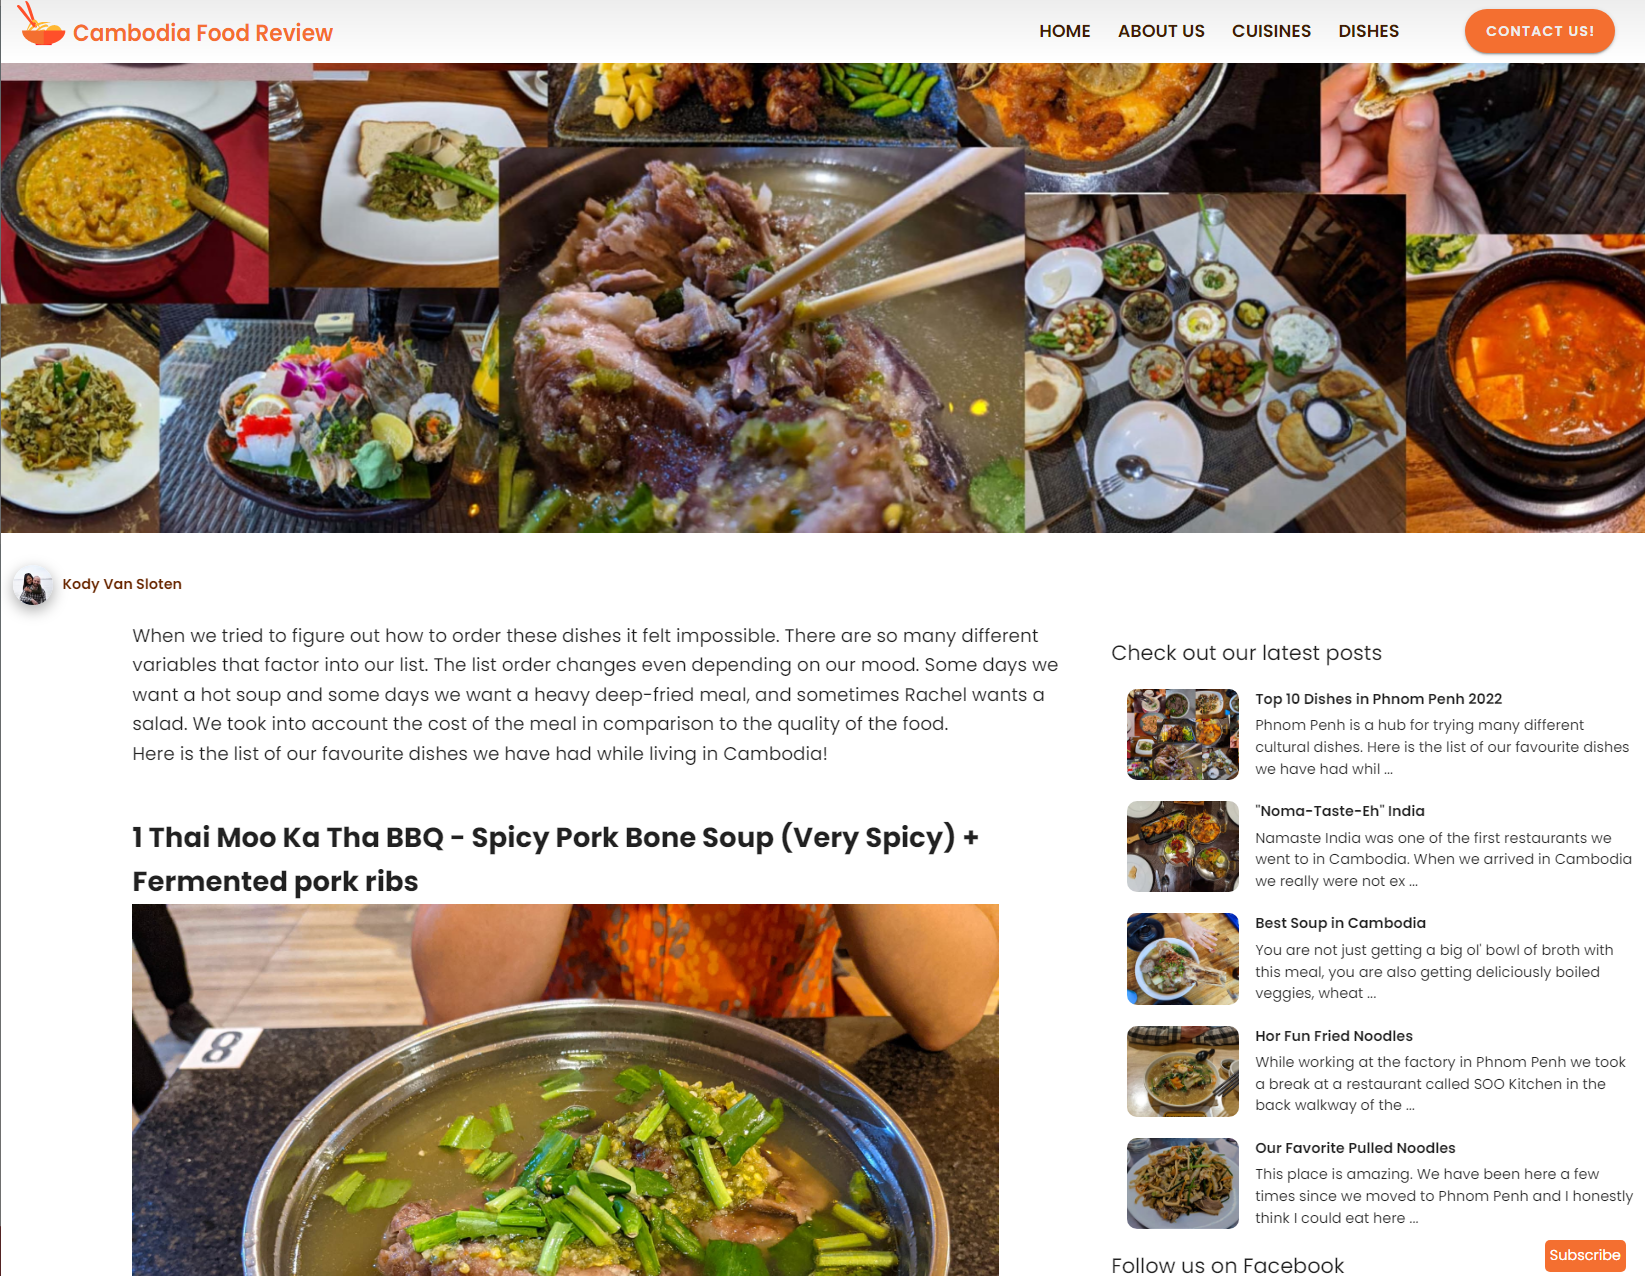 Cambodia Food Review
HOME
ABOUT US
CUISINES
DISHES
CONTACT US!
Kody Van Sloten
When we tried to figure out how to order these dishes it felt impossible. There are so many different
variables that factor into our list. The list order changes even depending on our mood. Some days we
want a hot soup and some days we want a heavy deep-fried meal, and sometimes Rachel wants a
salad. We took into account the cost of the meal in comparison to the quality of the food.
Here is the list of our favourite dishes we have had while living in Cambodia!
1 Thai Moo Ka Tha BBQ - Spicy Pork Bone Soup (Very Spicy) +
Fermented pork ribs
8
Check out our latest posts
Top 10 Dishes in Phnom Penh 2022
Phnom Penh is a hub for trying many different
cultural dishes. Here is the list of our favourite dishes
we have had whil ...
"Noma-Taste-Eh" India
Namaste India was one of the first restaurants we
went to in Cambodia. When we arrived in Cambodia
we really were not ex ...
Best Soup in Cambodia
You are not just getting a big ol' bowl of broth with
this meal, you are also getting deliciously boiled
veggies, wheat ...
Hor Fun Fried Noodles
While working at the factory in Phnom Penh we took
a break at a restaurant called SOO Kitchen in the
back walkway of the ...
Our Favorite Pulled Noodles
This place is amazing. We have been here a few
times since we moved to Phnom Penh and I honestly
think I could eat here ...
Follow us on Facebook
Subscribe